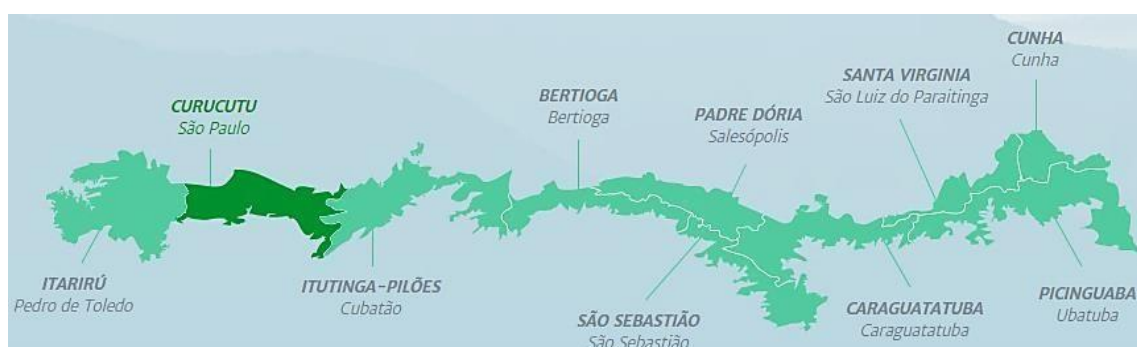 CUNHA
Cunha
SANTA VIRGINIA
São Luiz do Paraitinga
BERTIOGA
Bertioga
CURUCUTU
São Paulo
PADRE DÓRIA
Salesópolis
ITARIRÚ
Pedro de Toledo
ITUTINGA-PILÕES
Cubatão
SÃO SEBASTIÃO
São Sebastião
CARAGUATATUBA
Caraguatatuba
PICINGUABA
Ubatuba